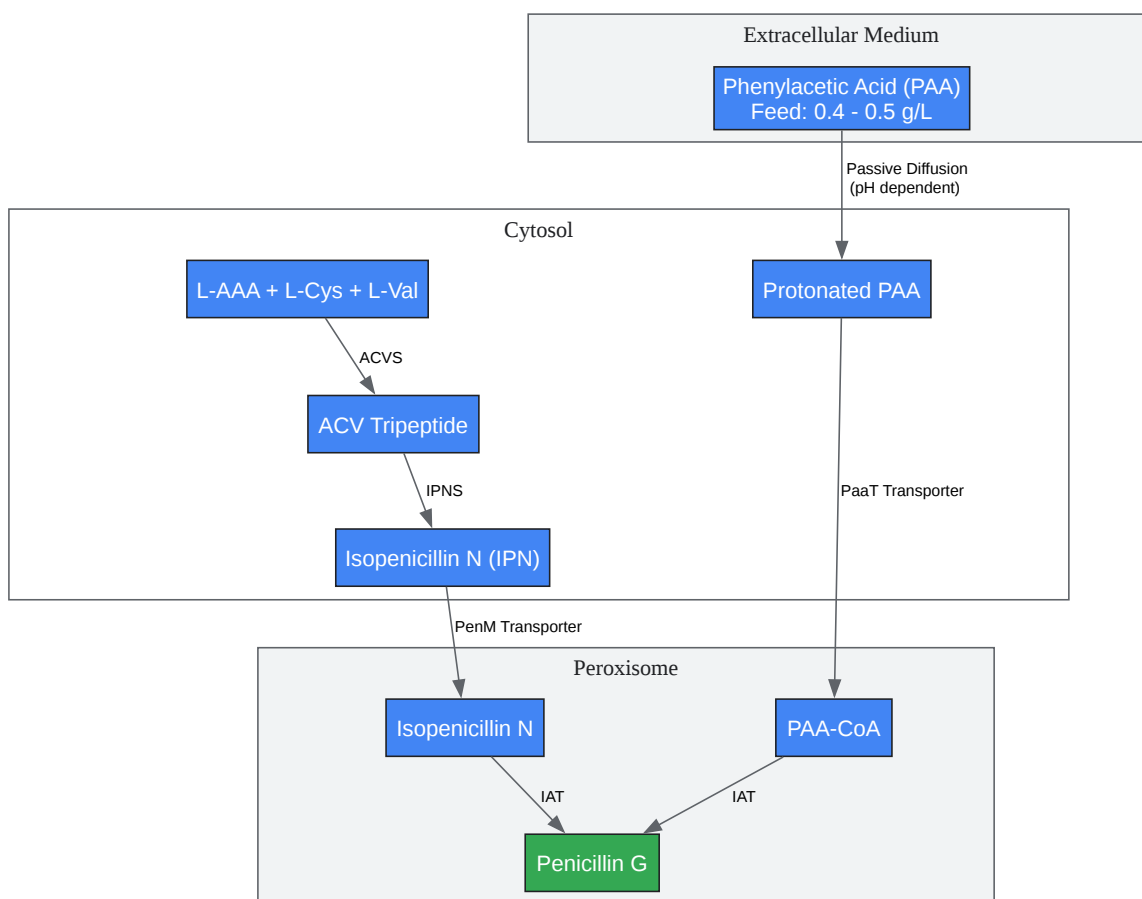 Extracellular Medium
Phenylacetic Acid (PAA)
Feed: 0.4 - 0.5 g/L
Passive Diffusion
(pH dependent)
Cytosol
L-AAA + L-Cys + L-Val
Protonated PAA
ACVS
ACV Tripeptide
IPNS
PaaT Transporter
Isopenicillin N (IPN)
PenM Transporter
Peroxisome
Isopenicillin N
PAA-CoA
IAT
IAT
Penicillin G